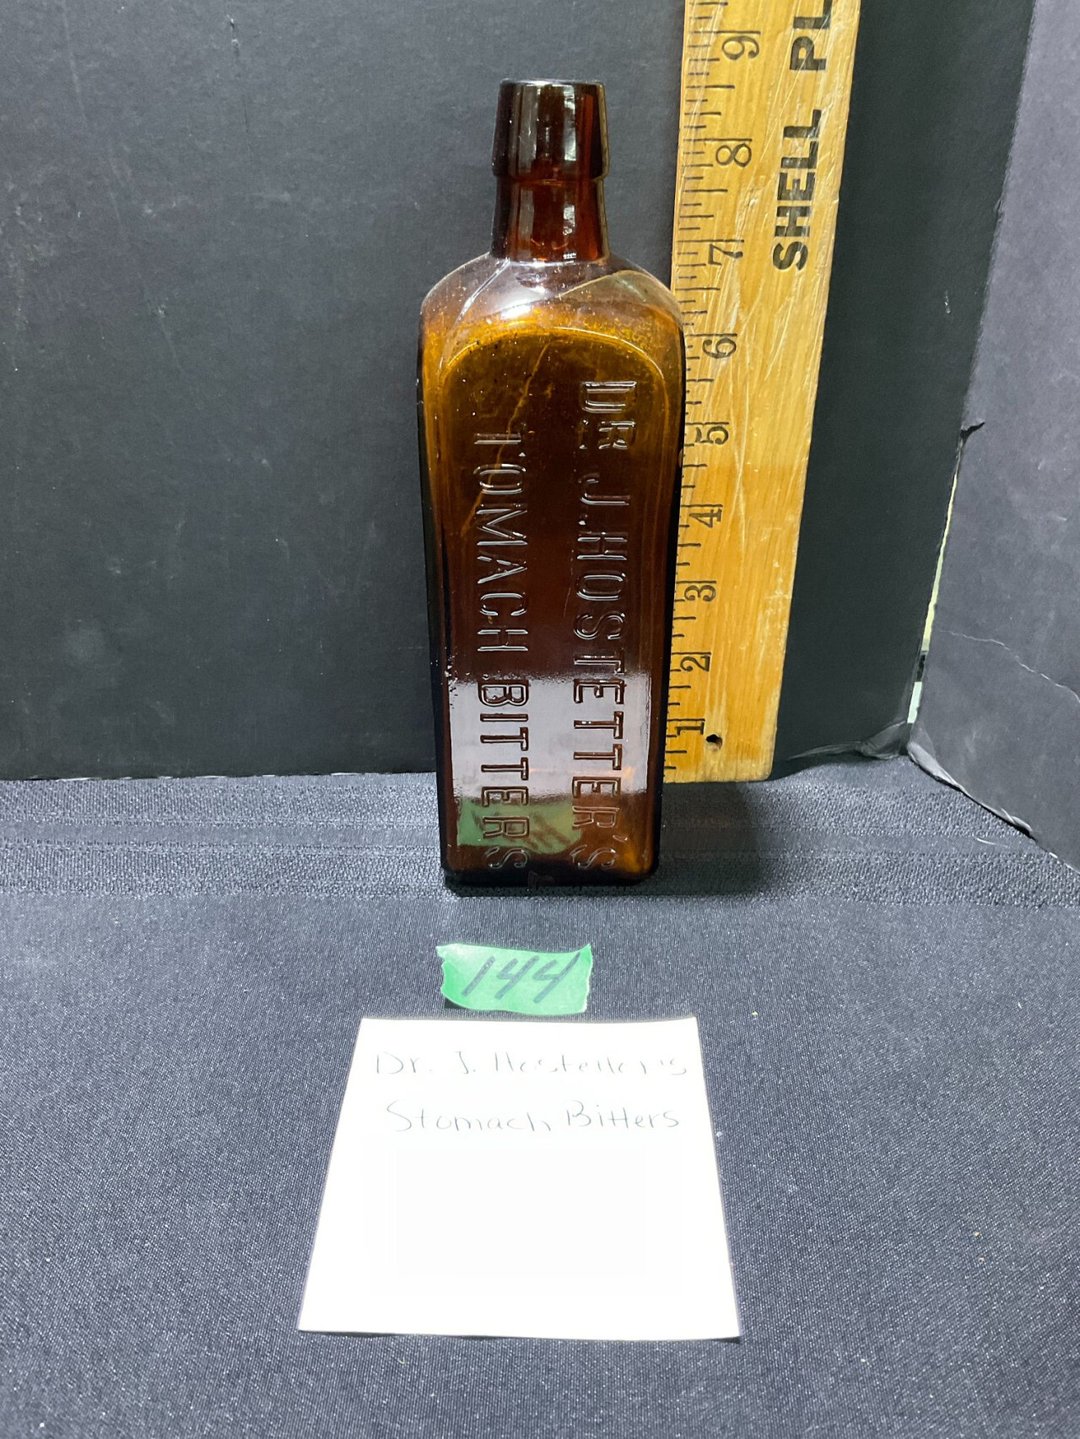 DR. J. HOSTETTER'S
STOMACH BITTERS
SHELL PL
9
8
7
6
5
4
3
2
1
144
Dr. J. Hostetter's
Stomach Bitters